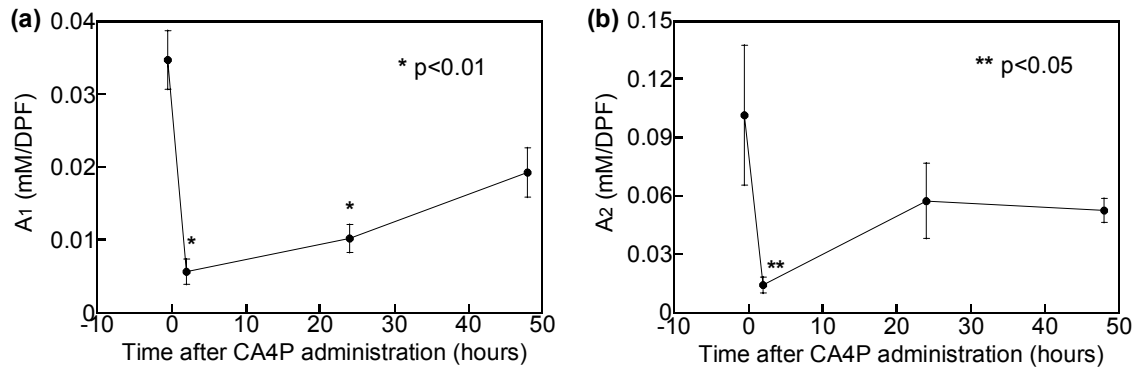 (a)
0.04
0.03
0.02
0.01
0
A1 (mM/DPF)
* p<0.01
*
*
-10 0 10 20 30 40 50
Time after CA4P administration (hours)
(b)
0.15
0.12
0.09
0.06
0.03
0
A2 (mM/DPF)
** p<0.05
**
-10 0 10 20 30 40 50
Time after CA4P administration (hours)